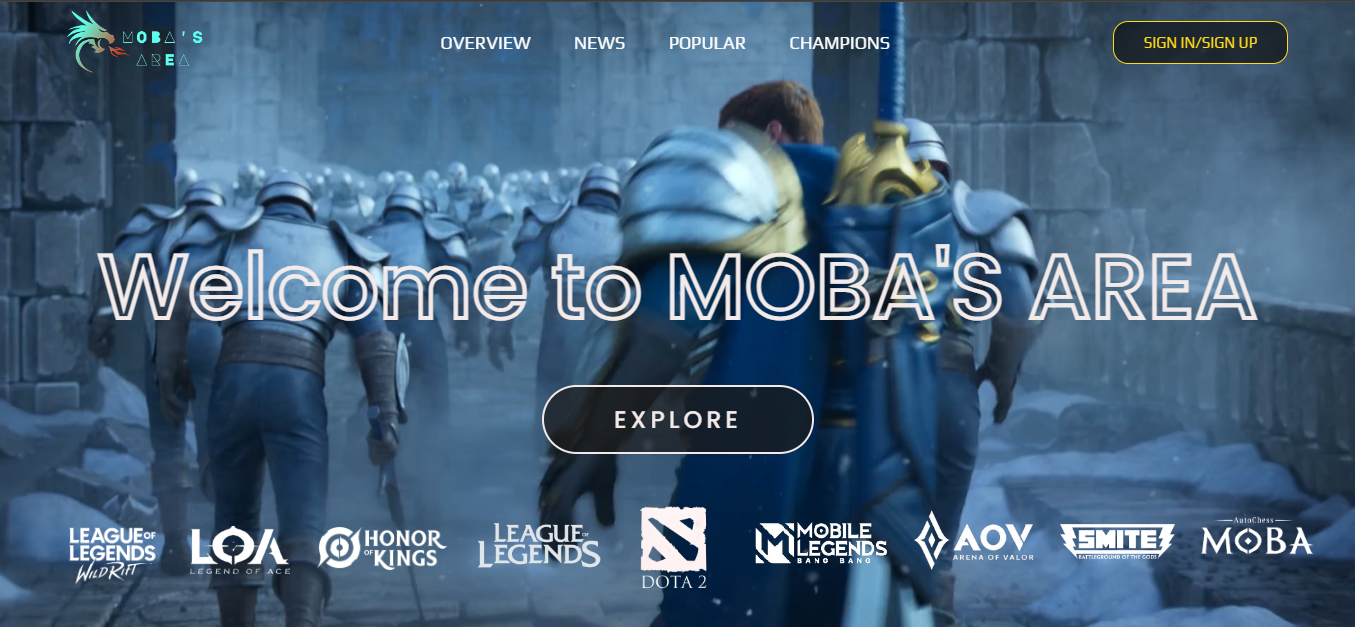 MOBA'S
AREA
OVERVIEW
NEWS
POPULAR
CHAMPIONS
SIGN IN/SIGN UP
Welcome to MOBA'S AREA
EXPLORE
LEAGUE OF
LEGENDS
WILD RIFT
LOA
LEGEND OF ACE
HONOR
OF KINGS
LEAGUE OF
LEGENDS
DOTA 2
MOBILE
LEGENDS
BANG BANG
AOV
ARENA OF VALOR
SMITE
BATTLEGROUND OF THE GODS
AutoChess
MOBA